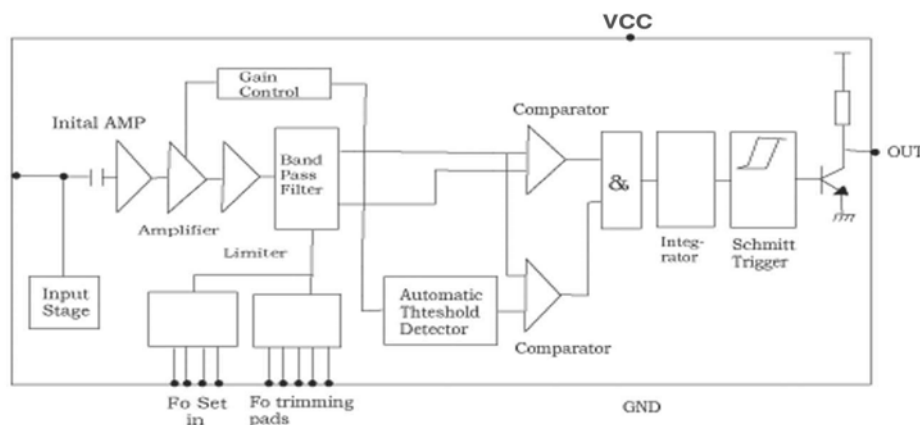 VCC
Gain
Control
Inital AMP
Comparator
Band
Pass
Filter
OUT
&
Amplifier
Limiter
Integ-
rator
Schmitt
Trigger
Input
Stage
Automatic
Thteshold
Detector
Comparator
Fo Set
in
Fo trimming
pads
GND